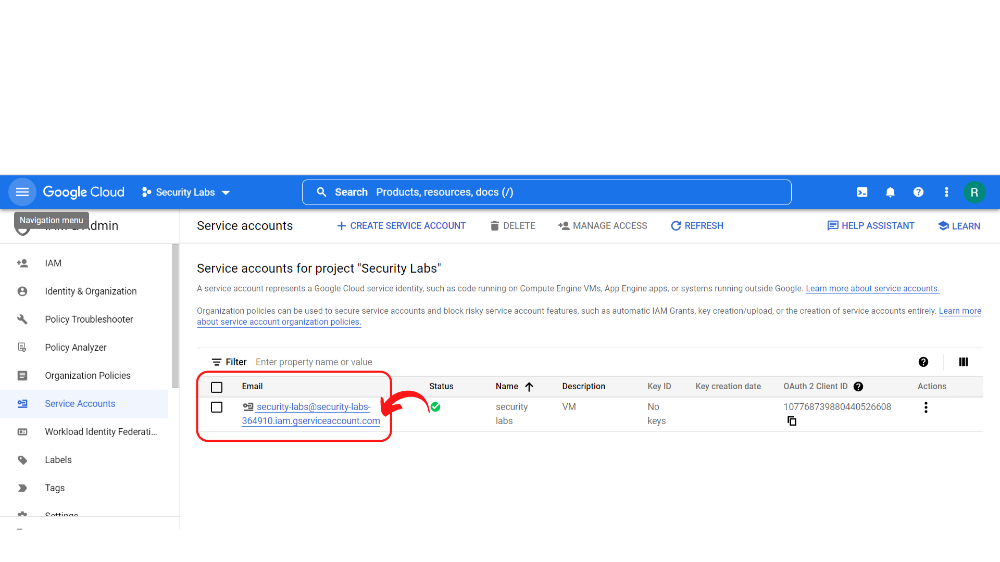 Google Cloud
Security Labs
Search Products, resources, docs (/)
R
Navigation menu
IAM & Admin
Service accounts
CREATE SERVICE ACCOUNT
DELETE
MANAGE ACCESS
REFRESH
HELP ASSISTANT
LEARN
IAM
Identity & Organization
Policy Troubleshooter
Policy Analyzer
Organization Policies
Service Accounts
Workload Identity Federati...
Labels
Tags
Settings
Service accounts for project "Security Labs"
A service account represents a Google Cloud service identity, such as code running on Compute Engine VMs, App Engine apps, or systems running outside Google. Learn more about service accounts.
Organization policies can be used to secure service accounts and block risky service account features, such as automatic IAM Grants, key creation/upload, or the creation of service accounts entirely. Learn more
about service account organization policies.
Filter Enter property name or value
Email Status Name Description Key ID Key creation date OAuth 2 Client ID Actions
security-labs@security-labs- security VM No 107768739880440526608
364910.iam.gserviceaccount.com labs keys